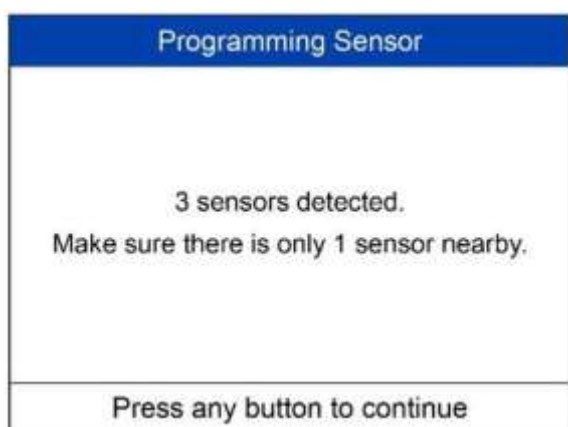 Programming Sensor
3 sensors detected.
Make sure there is only 1 sensor nearby.
Press any button to continue